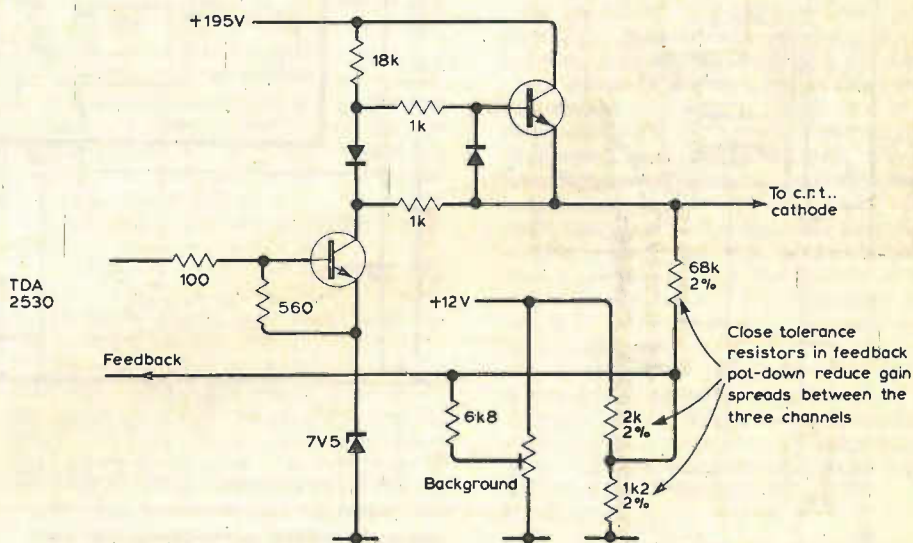 +195V
18k
1k
1k
To c.r.t..
cathode
TDA
2530
100
560
68k
2%
+12V
Close tolerance
resistors in feedback
pot-down reduce gain
spreads between the
three channels
Feedback
6k8
2k
2%
7V5
Background
1k2
2%